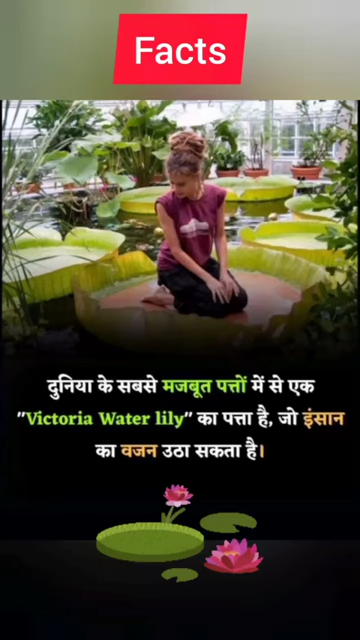 Facts
दुनिया के सबसे मजबूत पत्तों में से एक
"Victoria Water lily" का पत्ता है, जो इंसान
का वजन उठा सकता है।